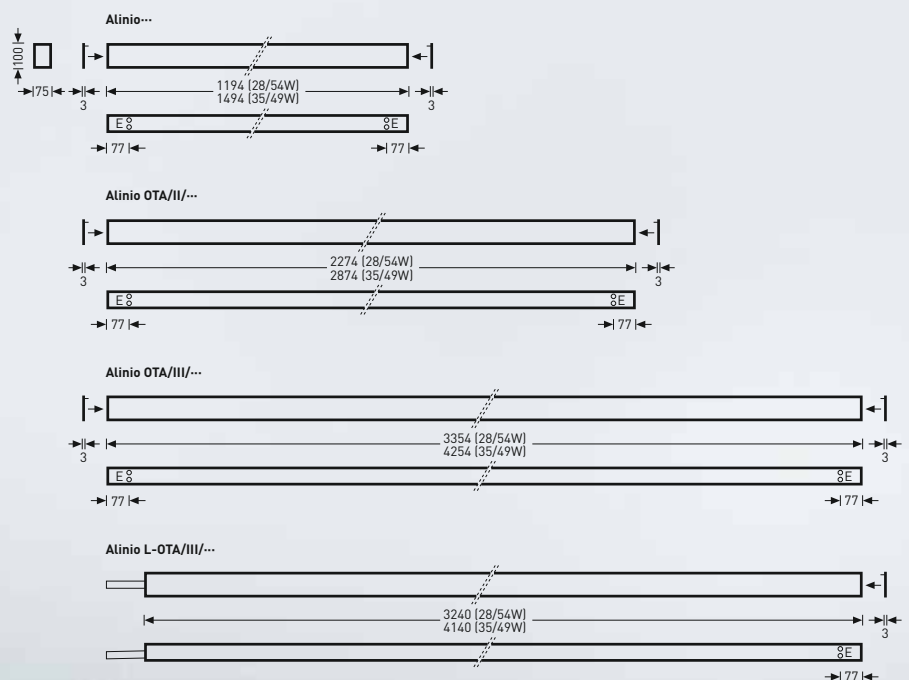 Alinio···
100
75
3
1194 (28/54W)
1494 (35/49W)
3
E
E
77
77
Alinio OTA/II/···
3
2274 (28/54W)
2874 (35/49W)
3
E
E
77
77
Alinio OTA/III/···
3
3354 (28/54W)
4254 (35/49W)
3
E
E
77
77
Alinio L-OTA/III/···
3240 (28/54W)
4140 (35/49W)
3
E
77